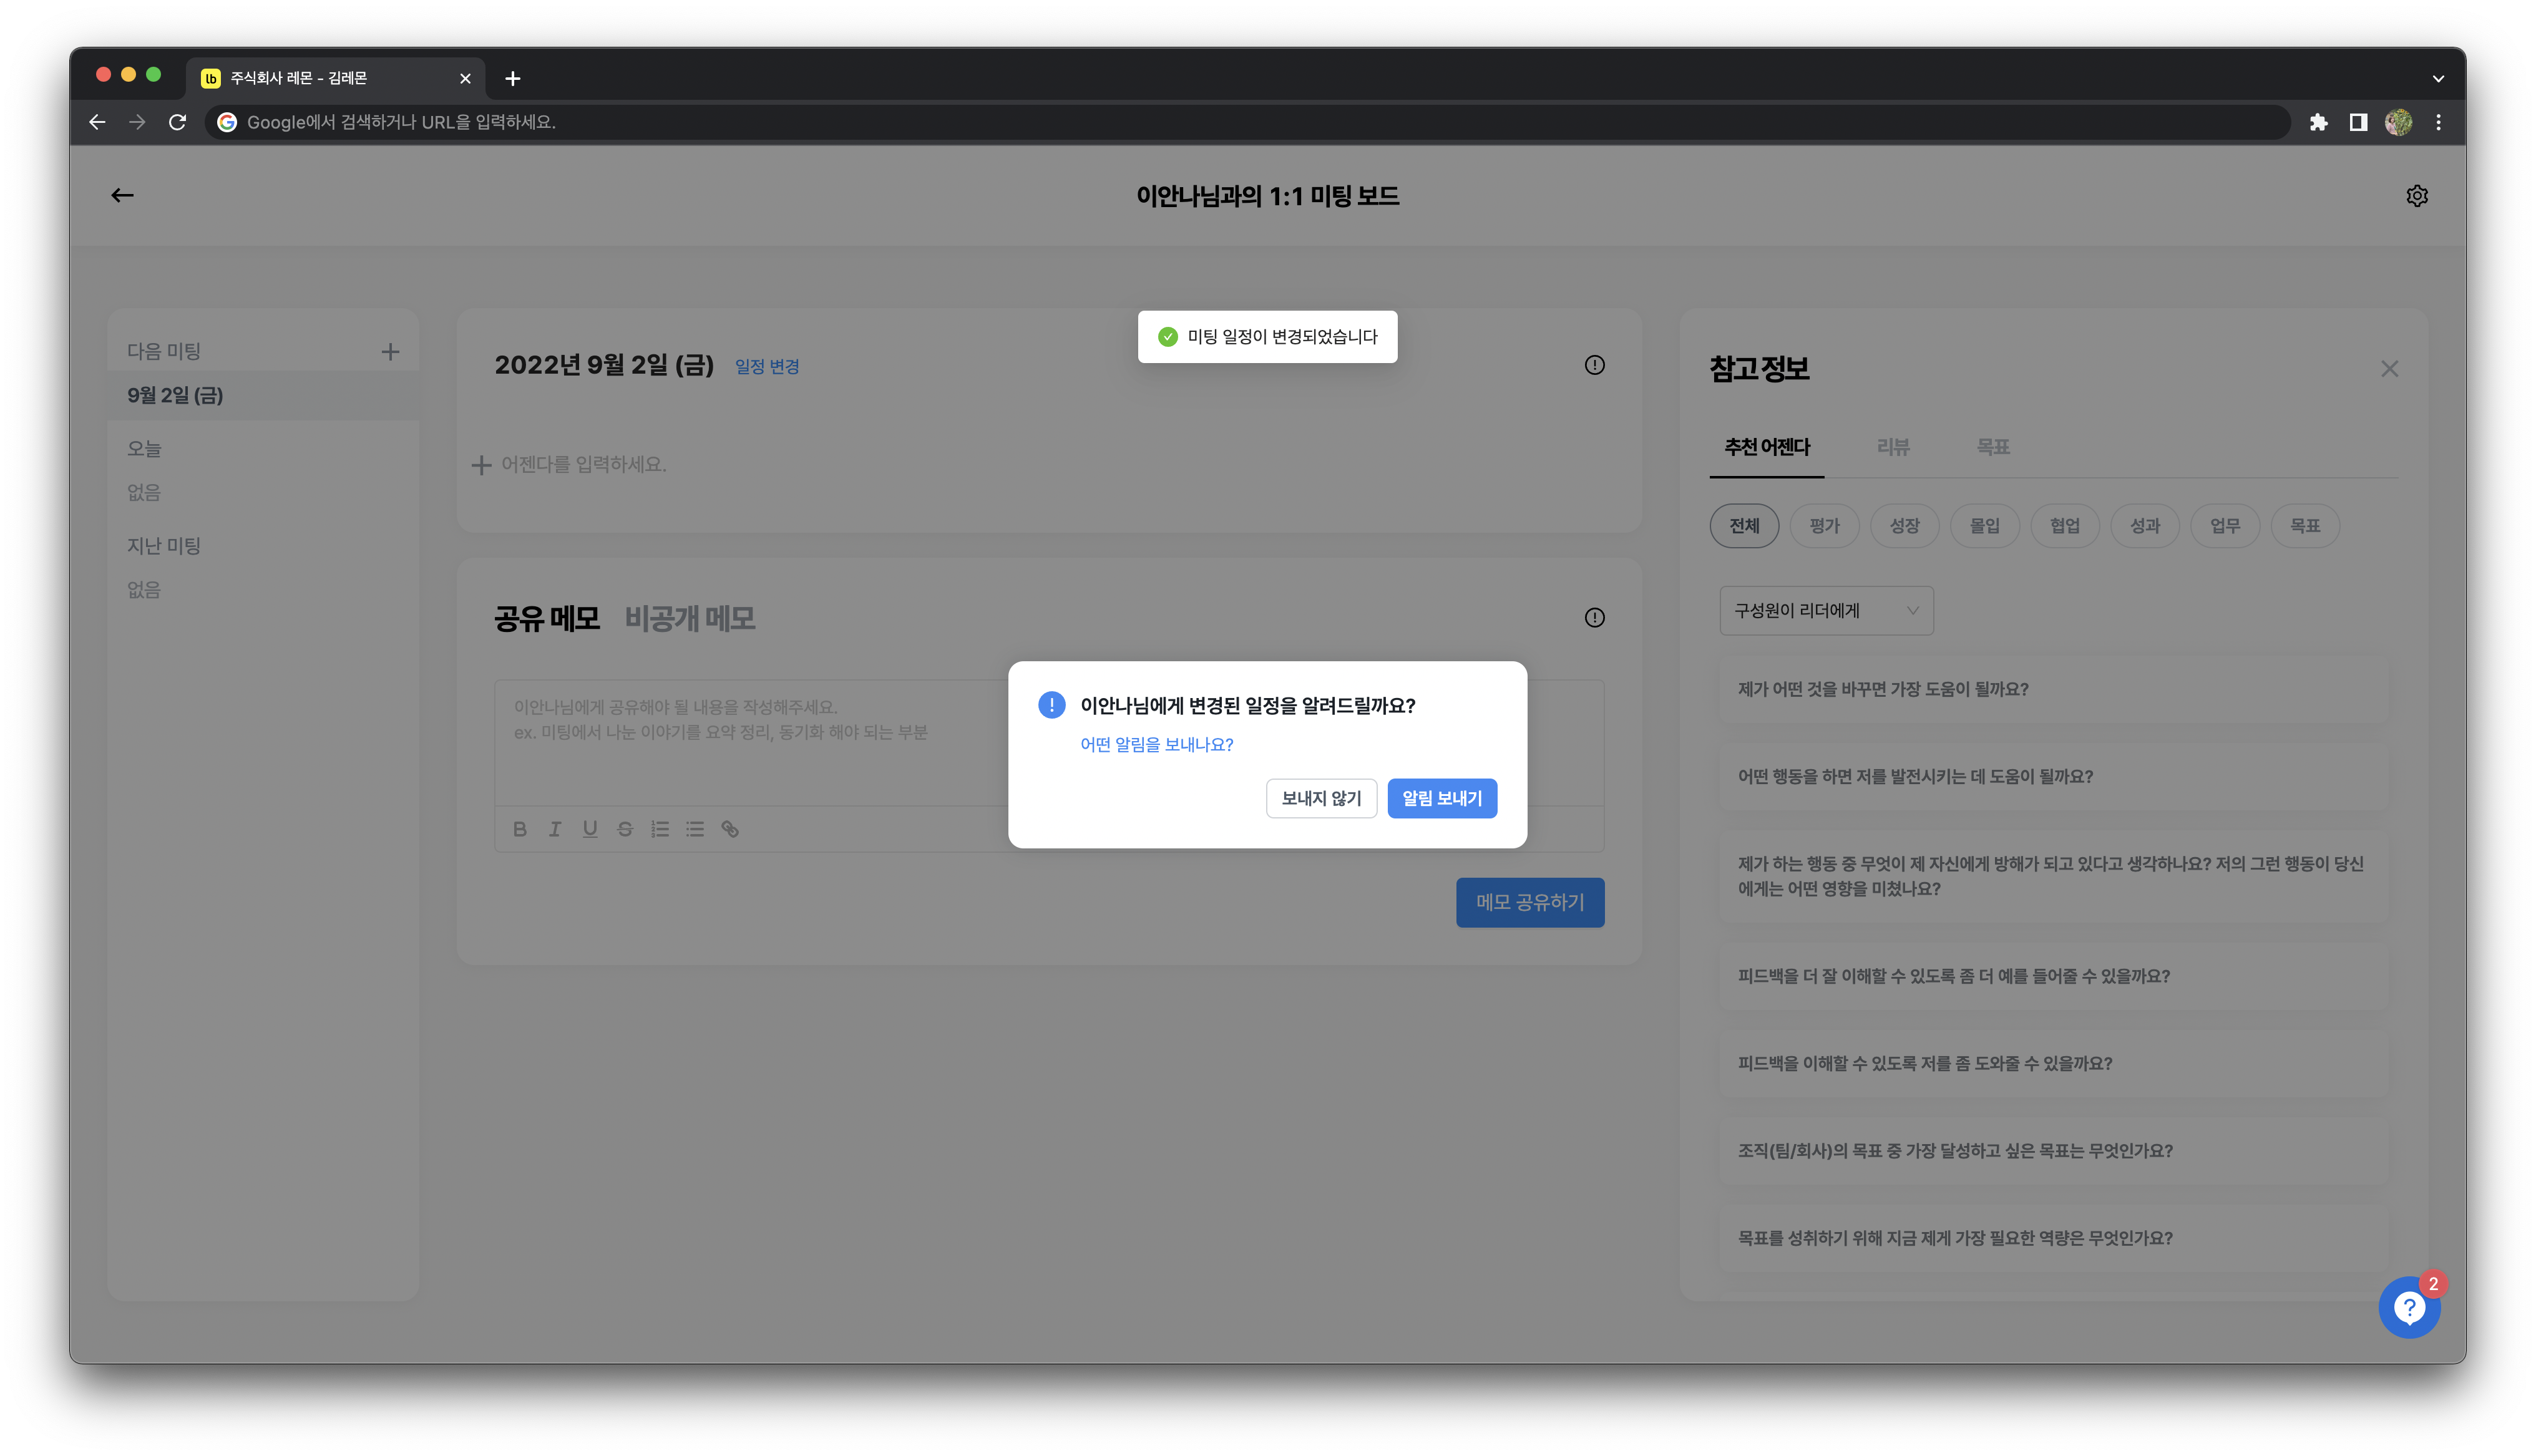 lb 주식회사 레몬 - 김레몬
Google에서 검색하거나 URL을 입력하세요.
이안나님과의 1:1 미팅 보드
미팅 일정이 변경되었습니다
다음 미팅
9월 2일 (금)
오늘
없음
지난 미팅
없음
2022년 9월 2일 (금) 일정 변경
어젠다를 입력하세요.
공유 메모 비공개 메모
이안나님에게 공유해야 될 내용을 작성해주세요.
ex. 미팅에서 나눈 이야기를 요약 정리, 동기화 해야 되는 부분
B I U S
메모 공유하기
이안나님에게 변경된 일정을 알려드릴까요?
어떤 알림을 보내나요?
보내지 않기 알림 보내기
참고 정보
추천 어젠다 리뷰 목표
전체 평가 성장 몰입 협업 성과 업무 목표
구성원이 리더에게
제가 어떤 것을 바꾸면 가장 도움이 될까요?
어떤 행동을 하면 저를 발전시키는 데 도움이 될까요?
제가 하는 행동 중 무엇이 제 자신에게 방해가 되고 있다고 생각하나요? 저의 그런 행동이 당신
에게는 어떤 영향을 미쳤나요?
피드백을 더 잘 이해할 수 있도록 좀 더 예를 들어줄 수 있을까요?
피드백을 이해할 수 있도록 저를 좀 도와줄 수 있을까요?
조직(팀/회사)의 목표 중 가장 달성하고 싶은 목표는 무엇인가요?
목표를 성취하기 위해 지금 제게 가장 필요한 역량은 무엇인가요?
2